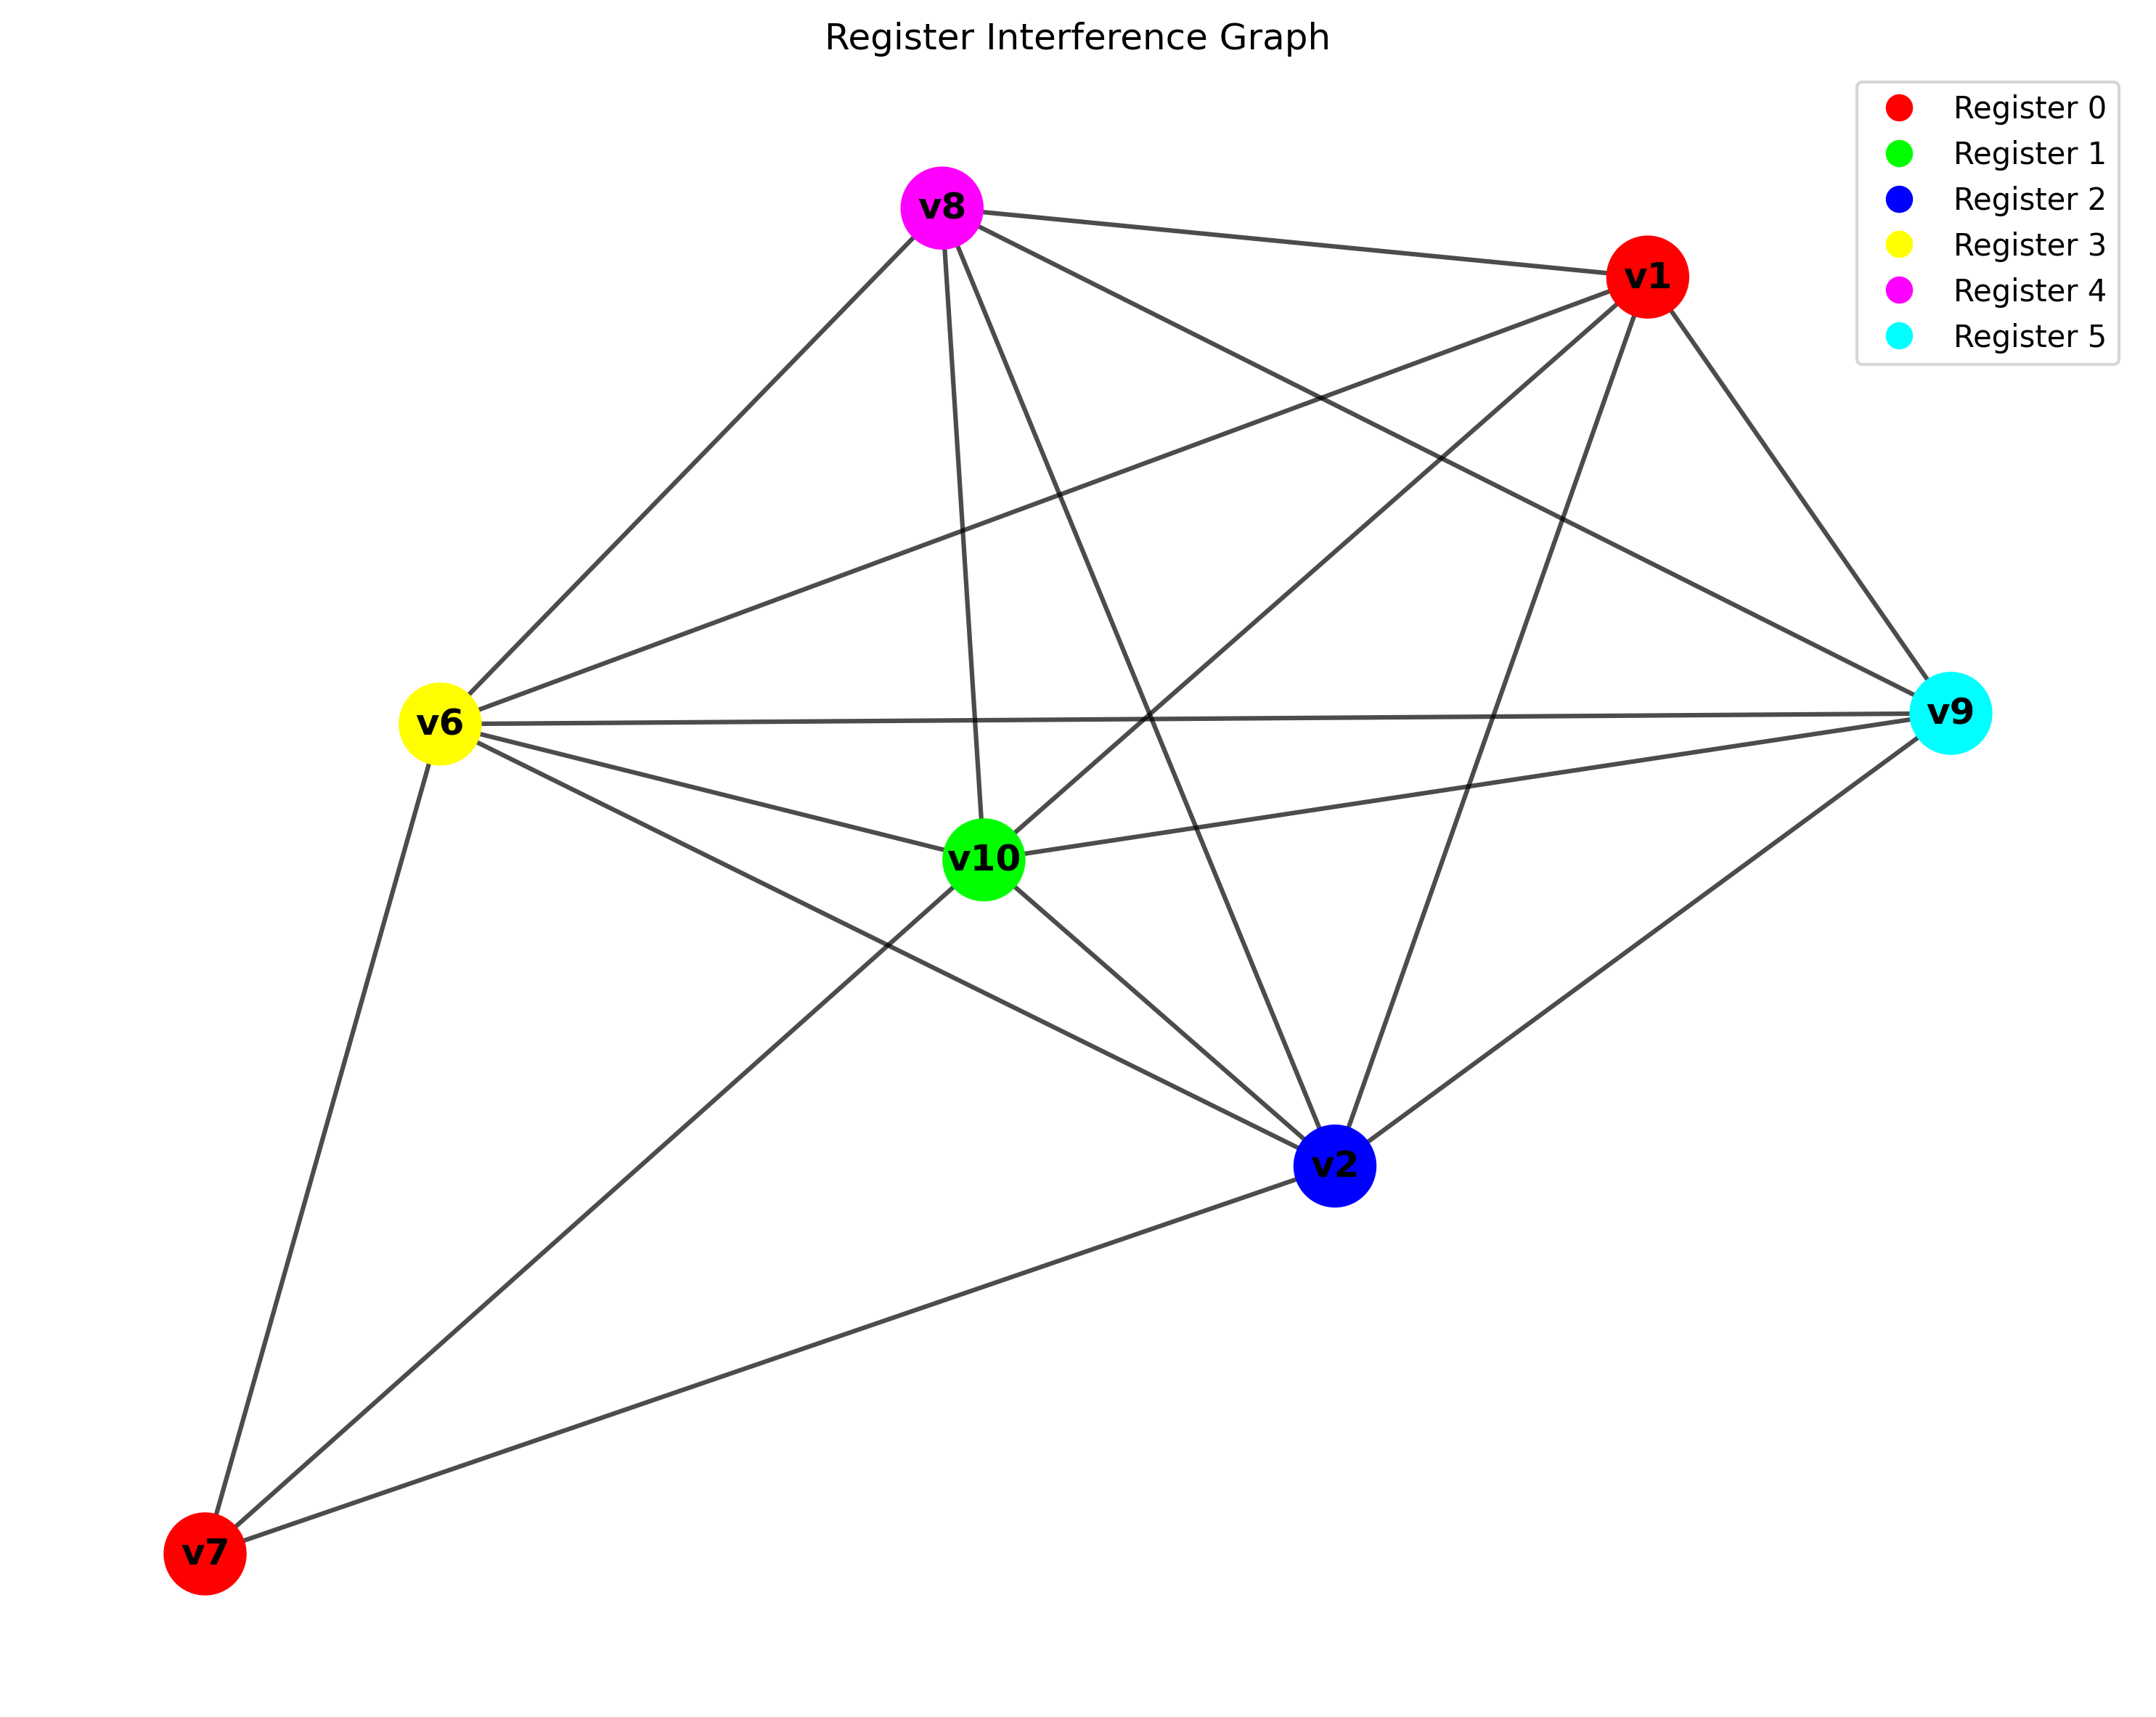 Register Interference Graph
Register 0
Register 1
Register 2
Register 3
Register 4
Register 5
v8
v1
v6
v9
v10
v2
v7